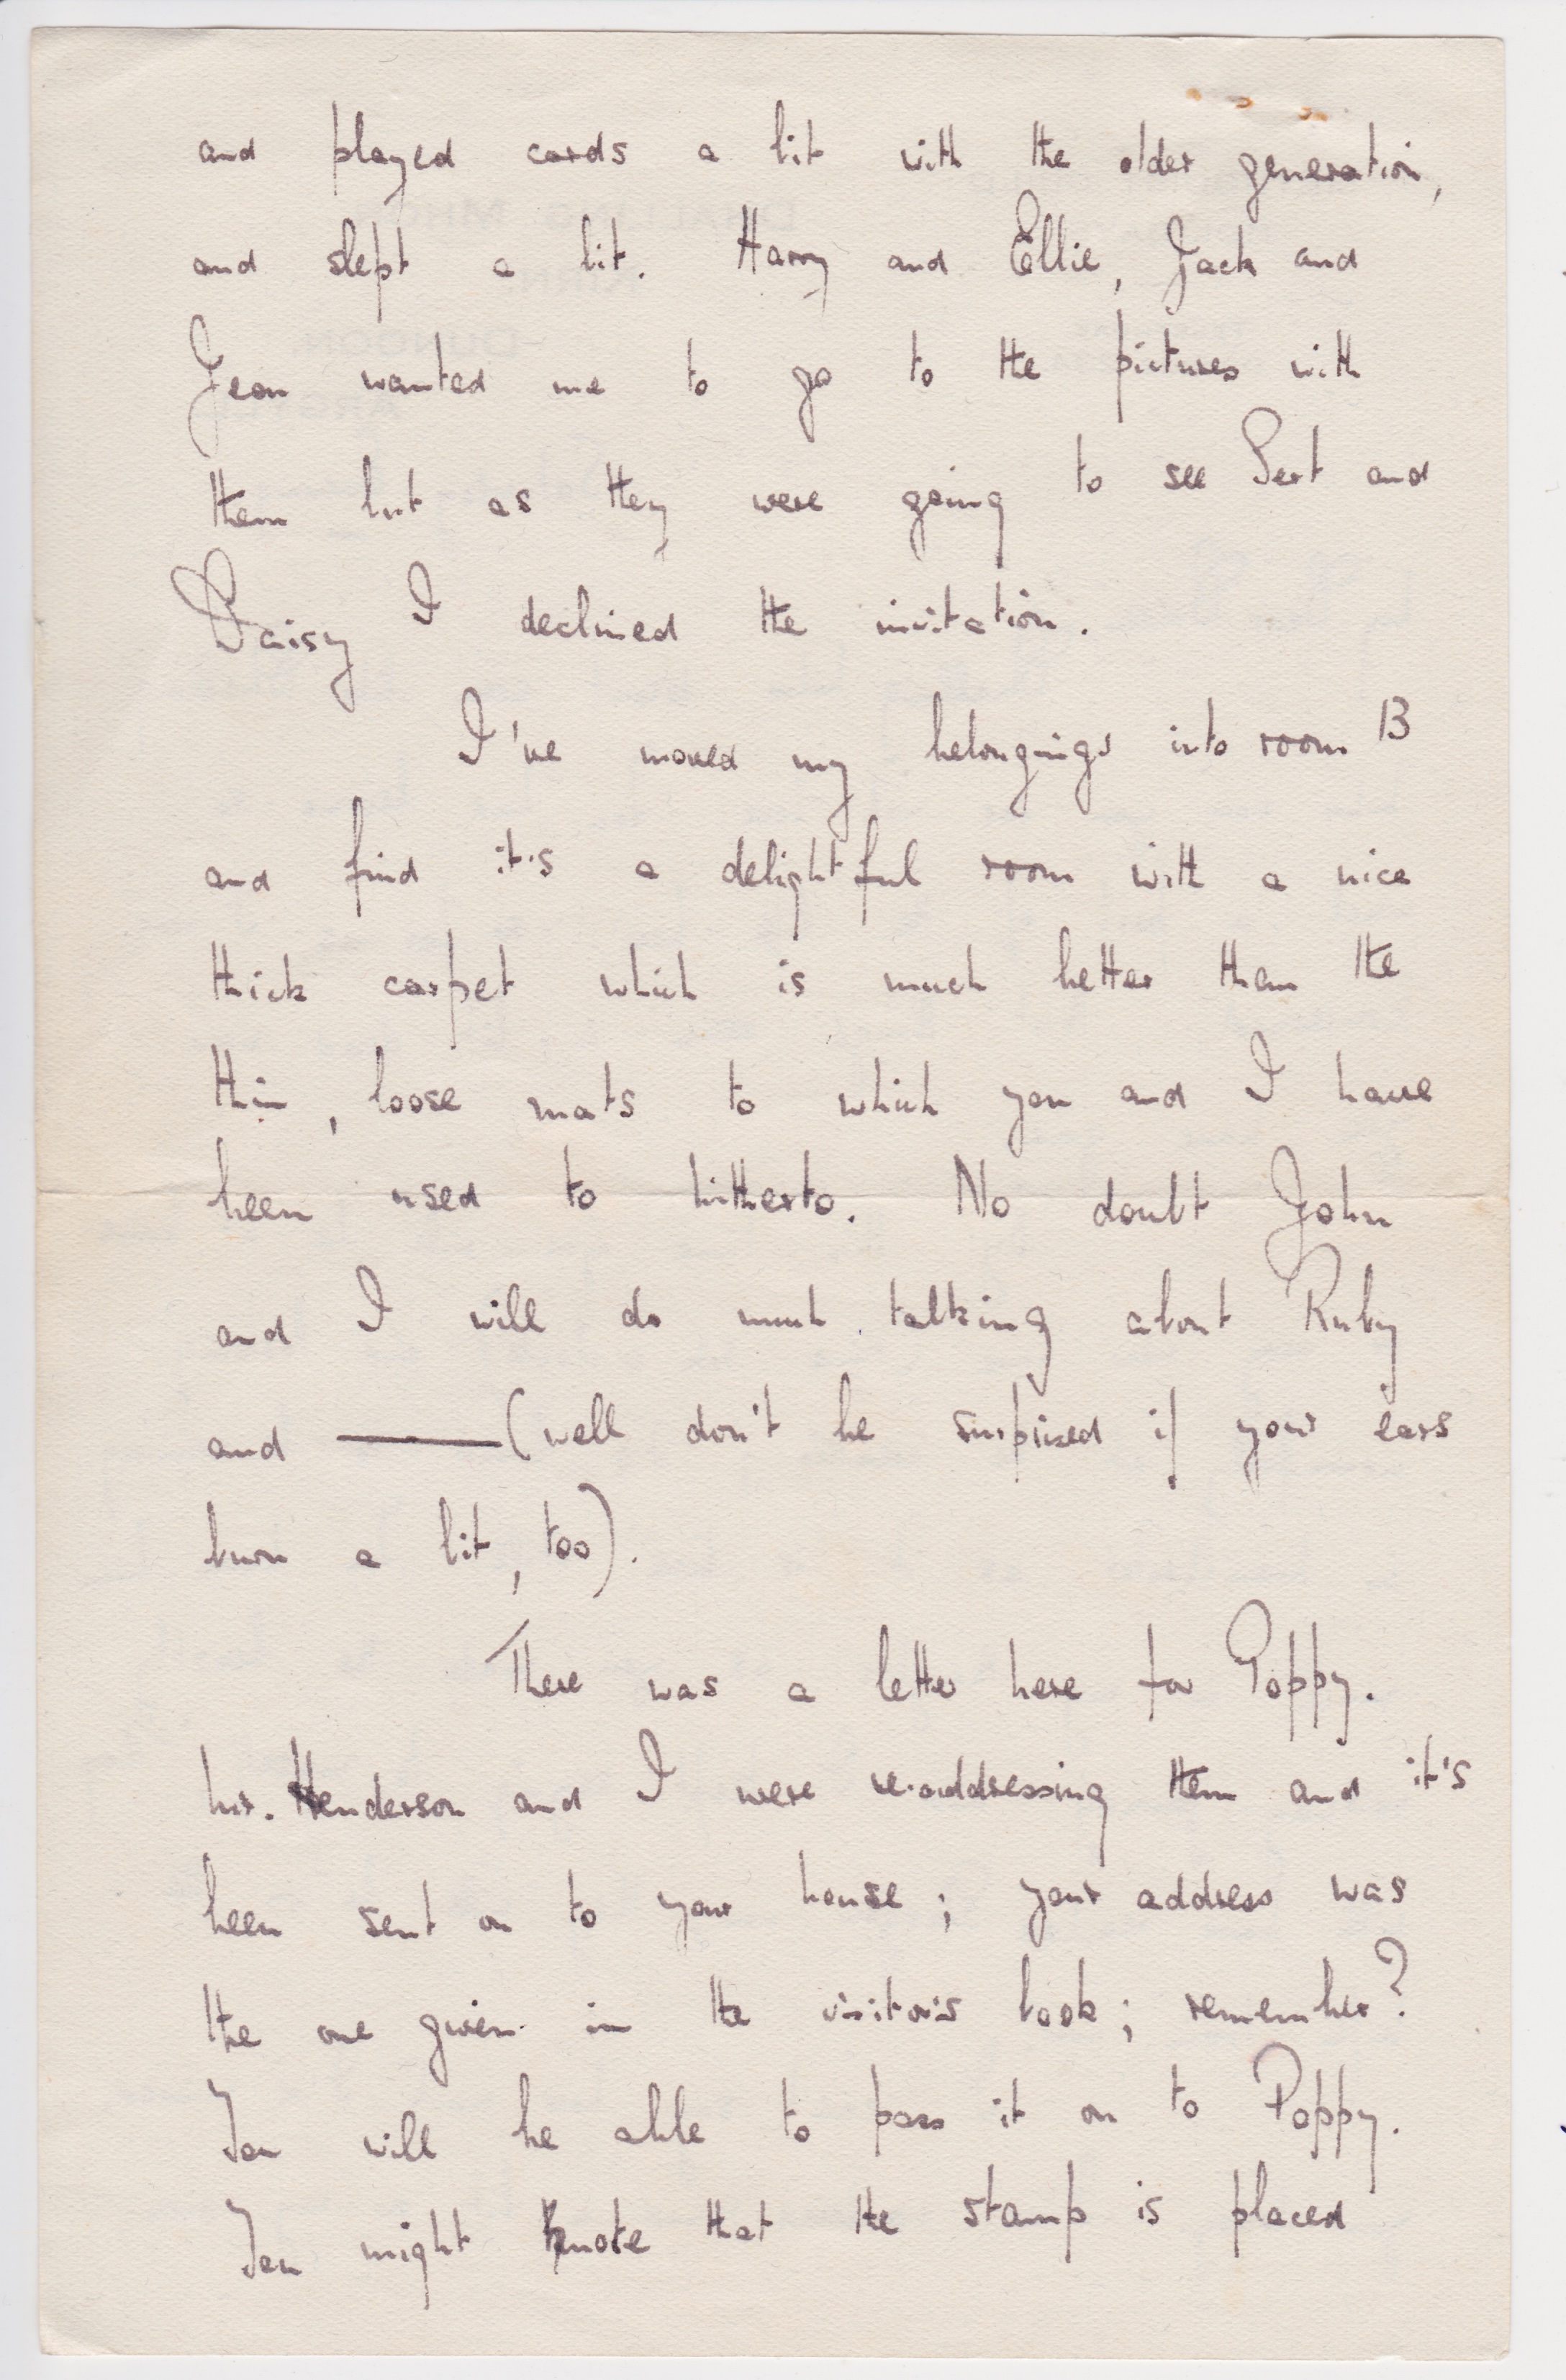 and played cards a bit with the older generation,
and slept a bit. Harry and Ellie, Jack and
Jean wanted me to go to the pictures with
them but as they were going to see Gert and
Daisy I declined the invitation.
I've moved my belongings into room 13
and find it's a delightful room with a nice
thick carpet which is much better than the
thin, loose mats to which you and I have
been used to hitherto. No doubt John
and I will do much talking about Ruby
and ——— (well don't be surprised if your ears
burn a bit, too).
There was a letter here for Poppy.
Mr. Henderson and I were re-addressing them and it's
been sent on to your house; your address was
the one given in the visitors book; remember?
You will be able to pass it on to Poppy.
You might note that the stamp is placed